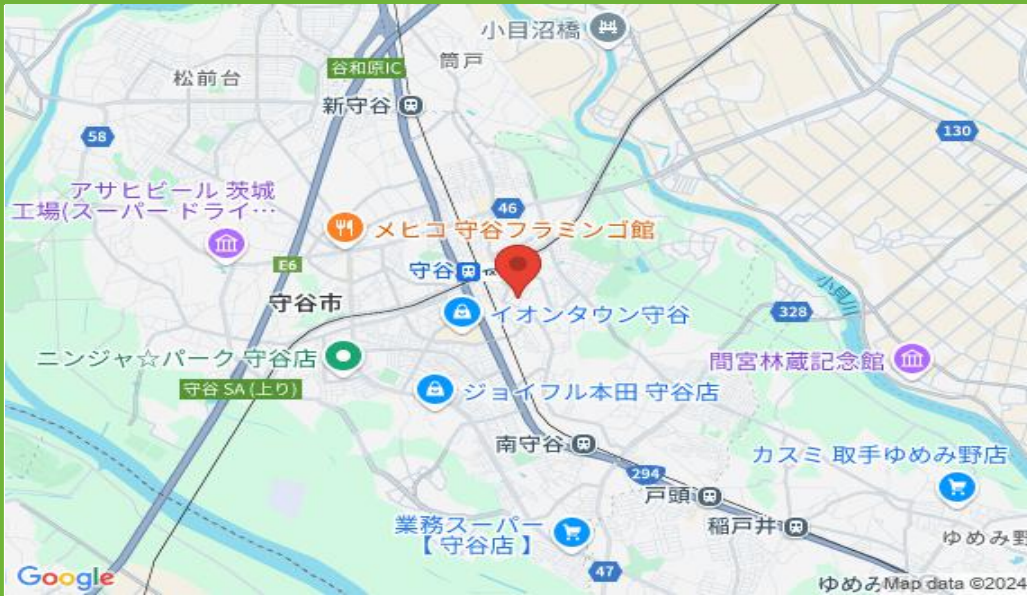 小目沼橋
筒戸
谷和原IC
松前台
新守谷
58
130
アサヒビール 茨城
工場(スーパー ドライ…
46
メヒコ 守谷フラミンゴ館
E6
守谷
守谷市
小貝川
328
イオンタウン守谷
ニンジャ☆パーク 守谷店
間宮林蔵記念館
守谷 SA (上り)
ジョイフル本田 守谷店
南守谷
カスミ 取手ゆめみ野店
294
戸頭
稲戸井
業務スーパー
【 守谷店 】
ゆめみ野
47
Google
ゆめみ
Map data ©2024